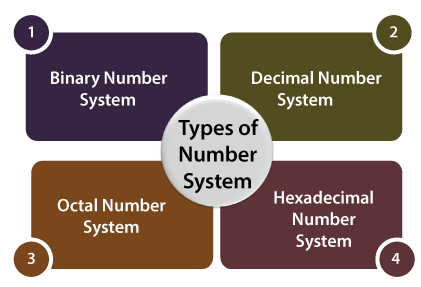 1
Binary Number
System
2
Decimal Number
System
Types of
Number
System
3
Octal Number
System
4
Hexadecimal
Number
System